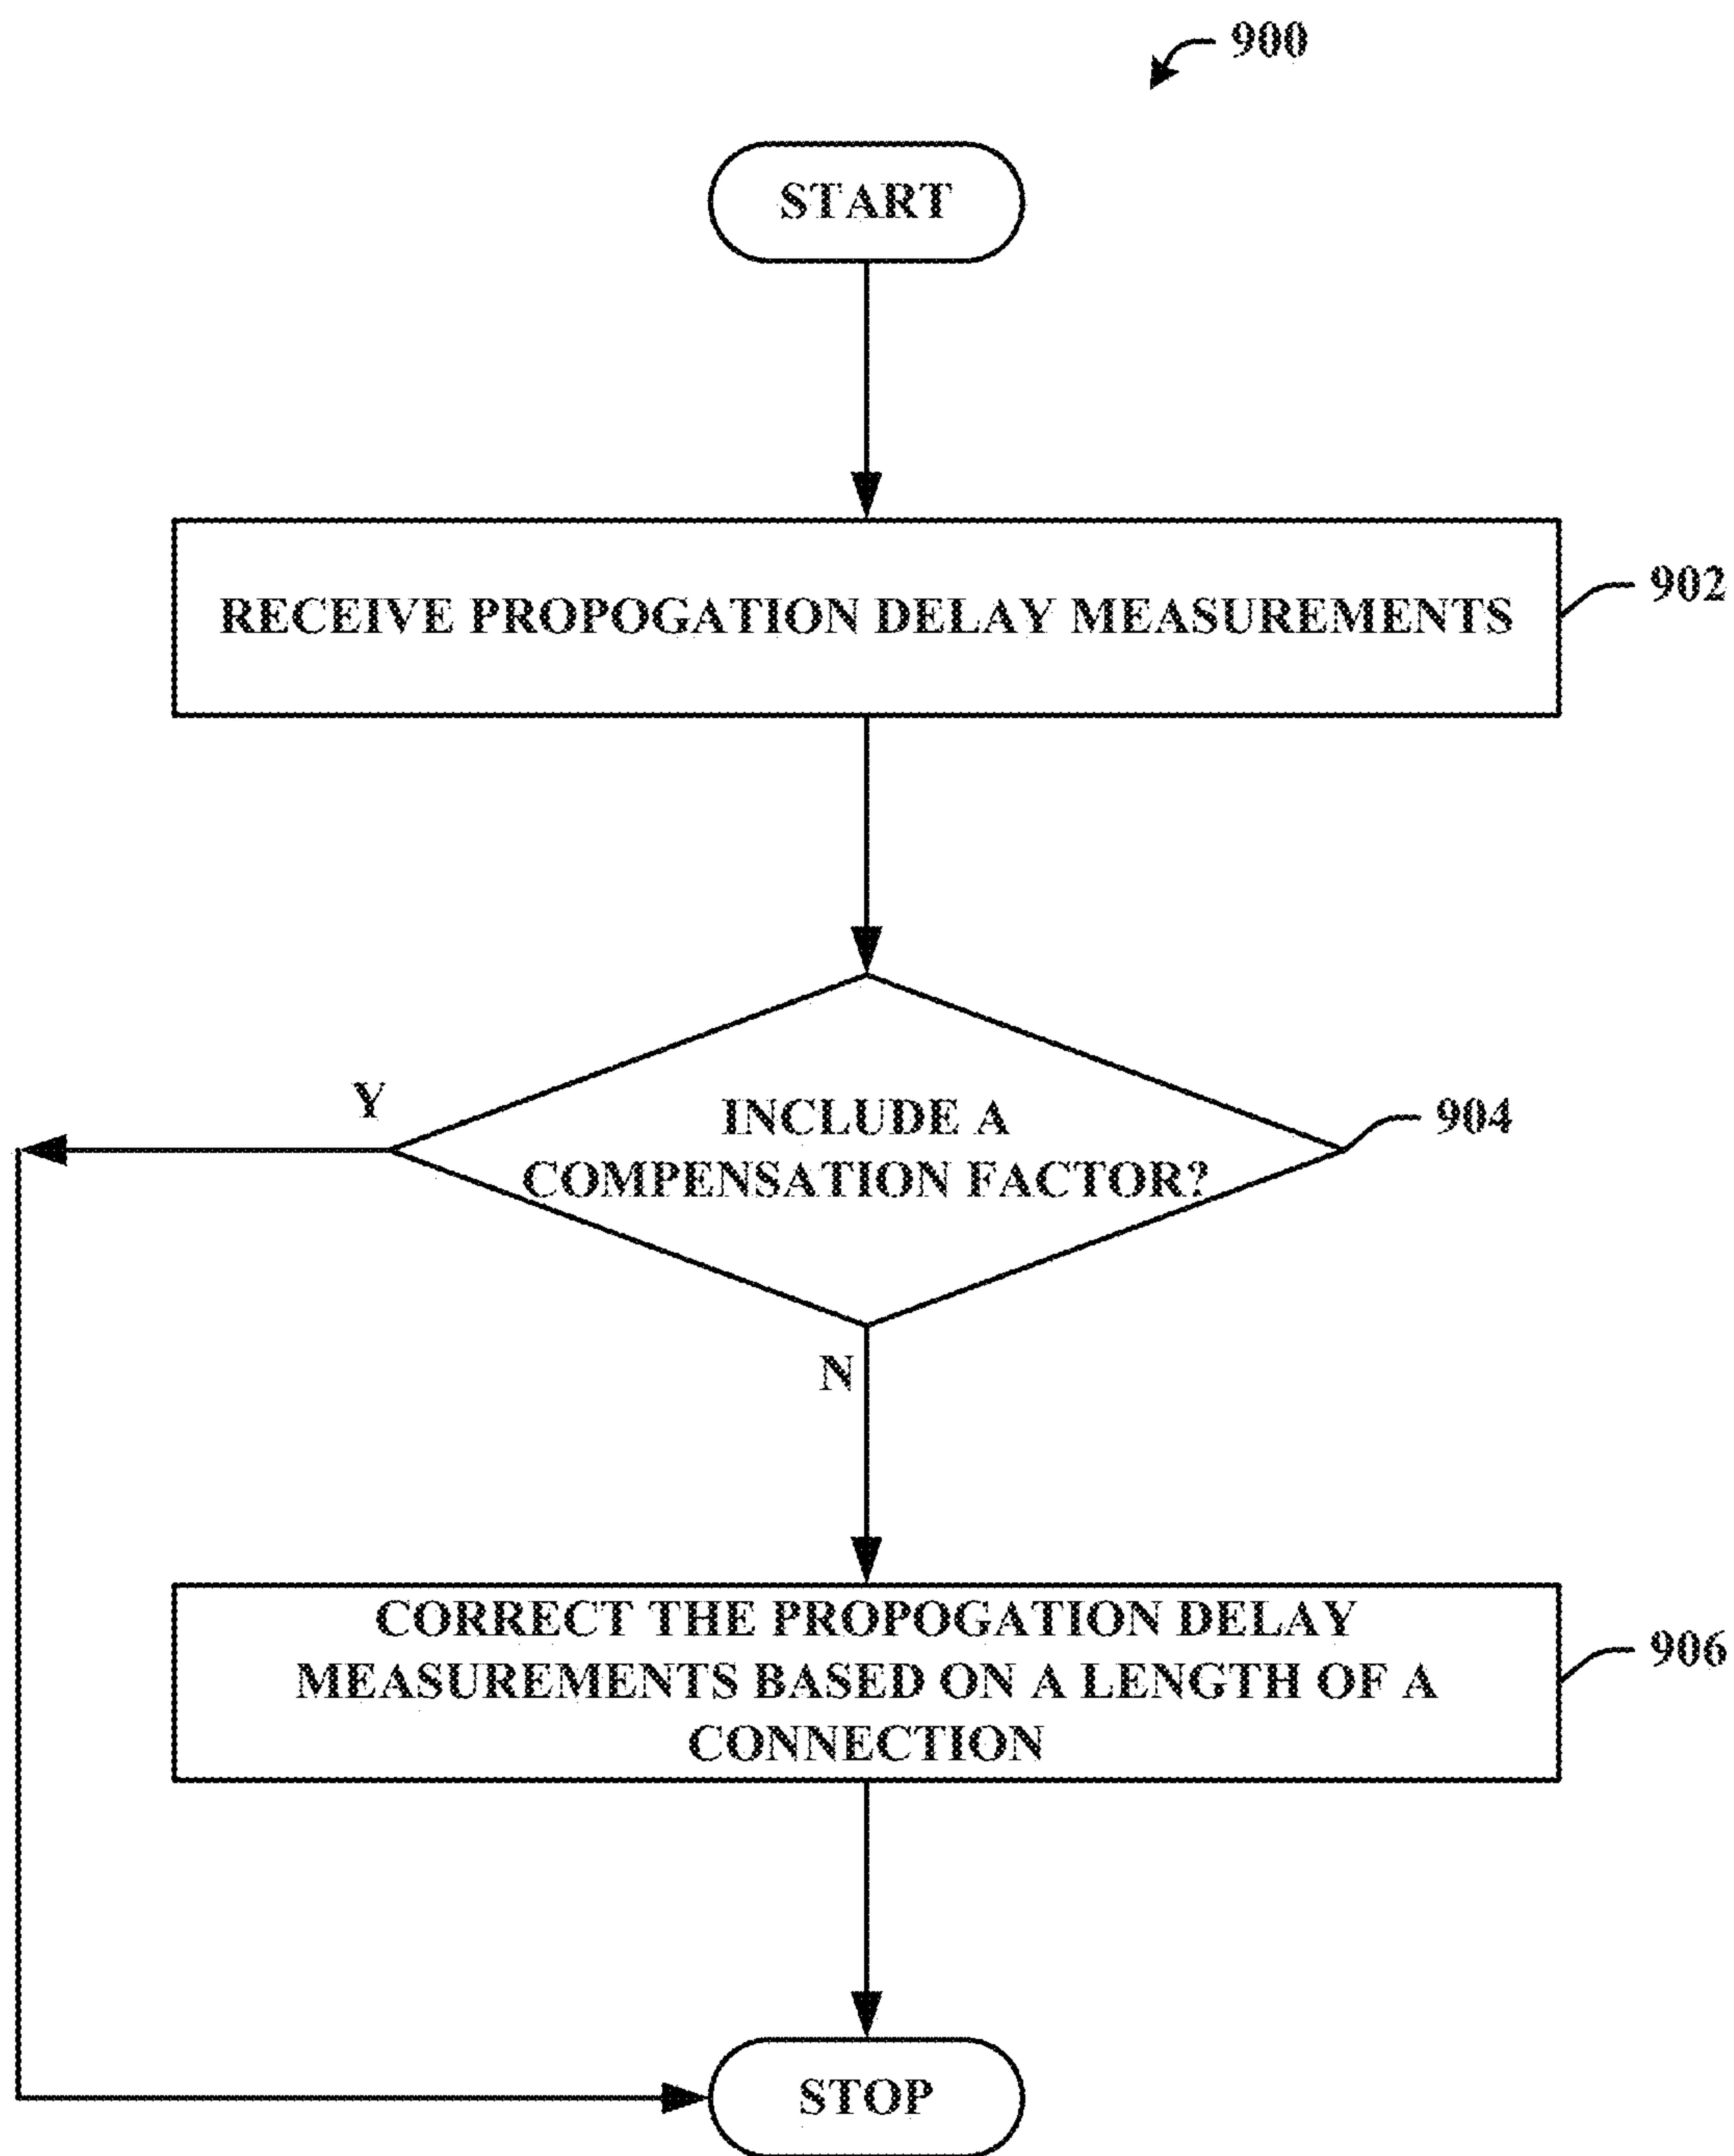 900
START
RECEIVE PROPOGATION DELAY MEASUREMENTS
902
Y
INCLUDE A
COMPENSATION FACTOR?
904
N
CORRECT THE PROPOGATION DELAY
MEASUREMENTS BASED ON A LENGTH OF A
CONNECTION
906
STOP